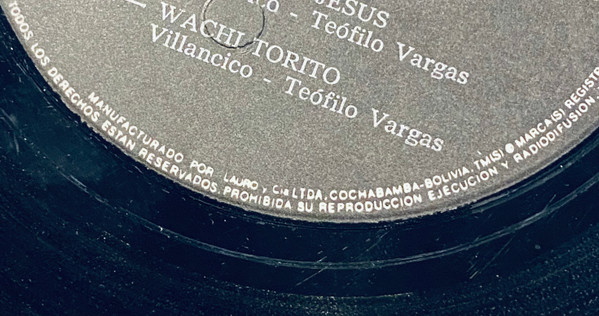 JESUS
- Teófilo Vargas
WACHI TORITO
Villancico - Teófilo Vargas
MANUFACTURADO POR LAURO y Cia LTDA. COCHABAMBA-BOLIVIA. TM(S) ● MARCA(S) REGISTR
TODOS LOS DERECHOS ESTAN RESERVADOS. PROHIBIDA SU REPRODUCCION EJECUCION Y RADIODIFUSION